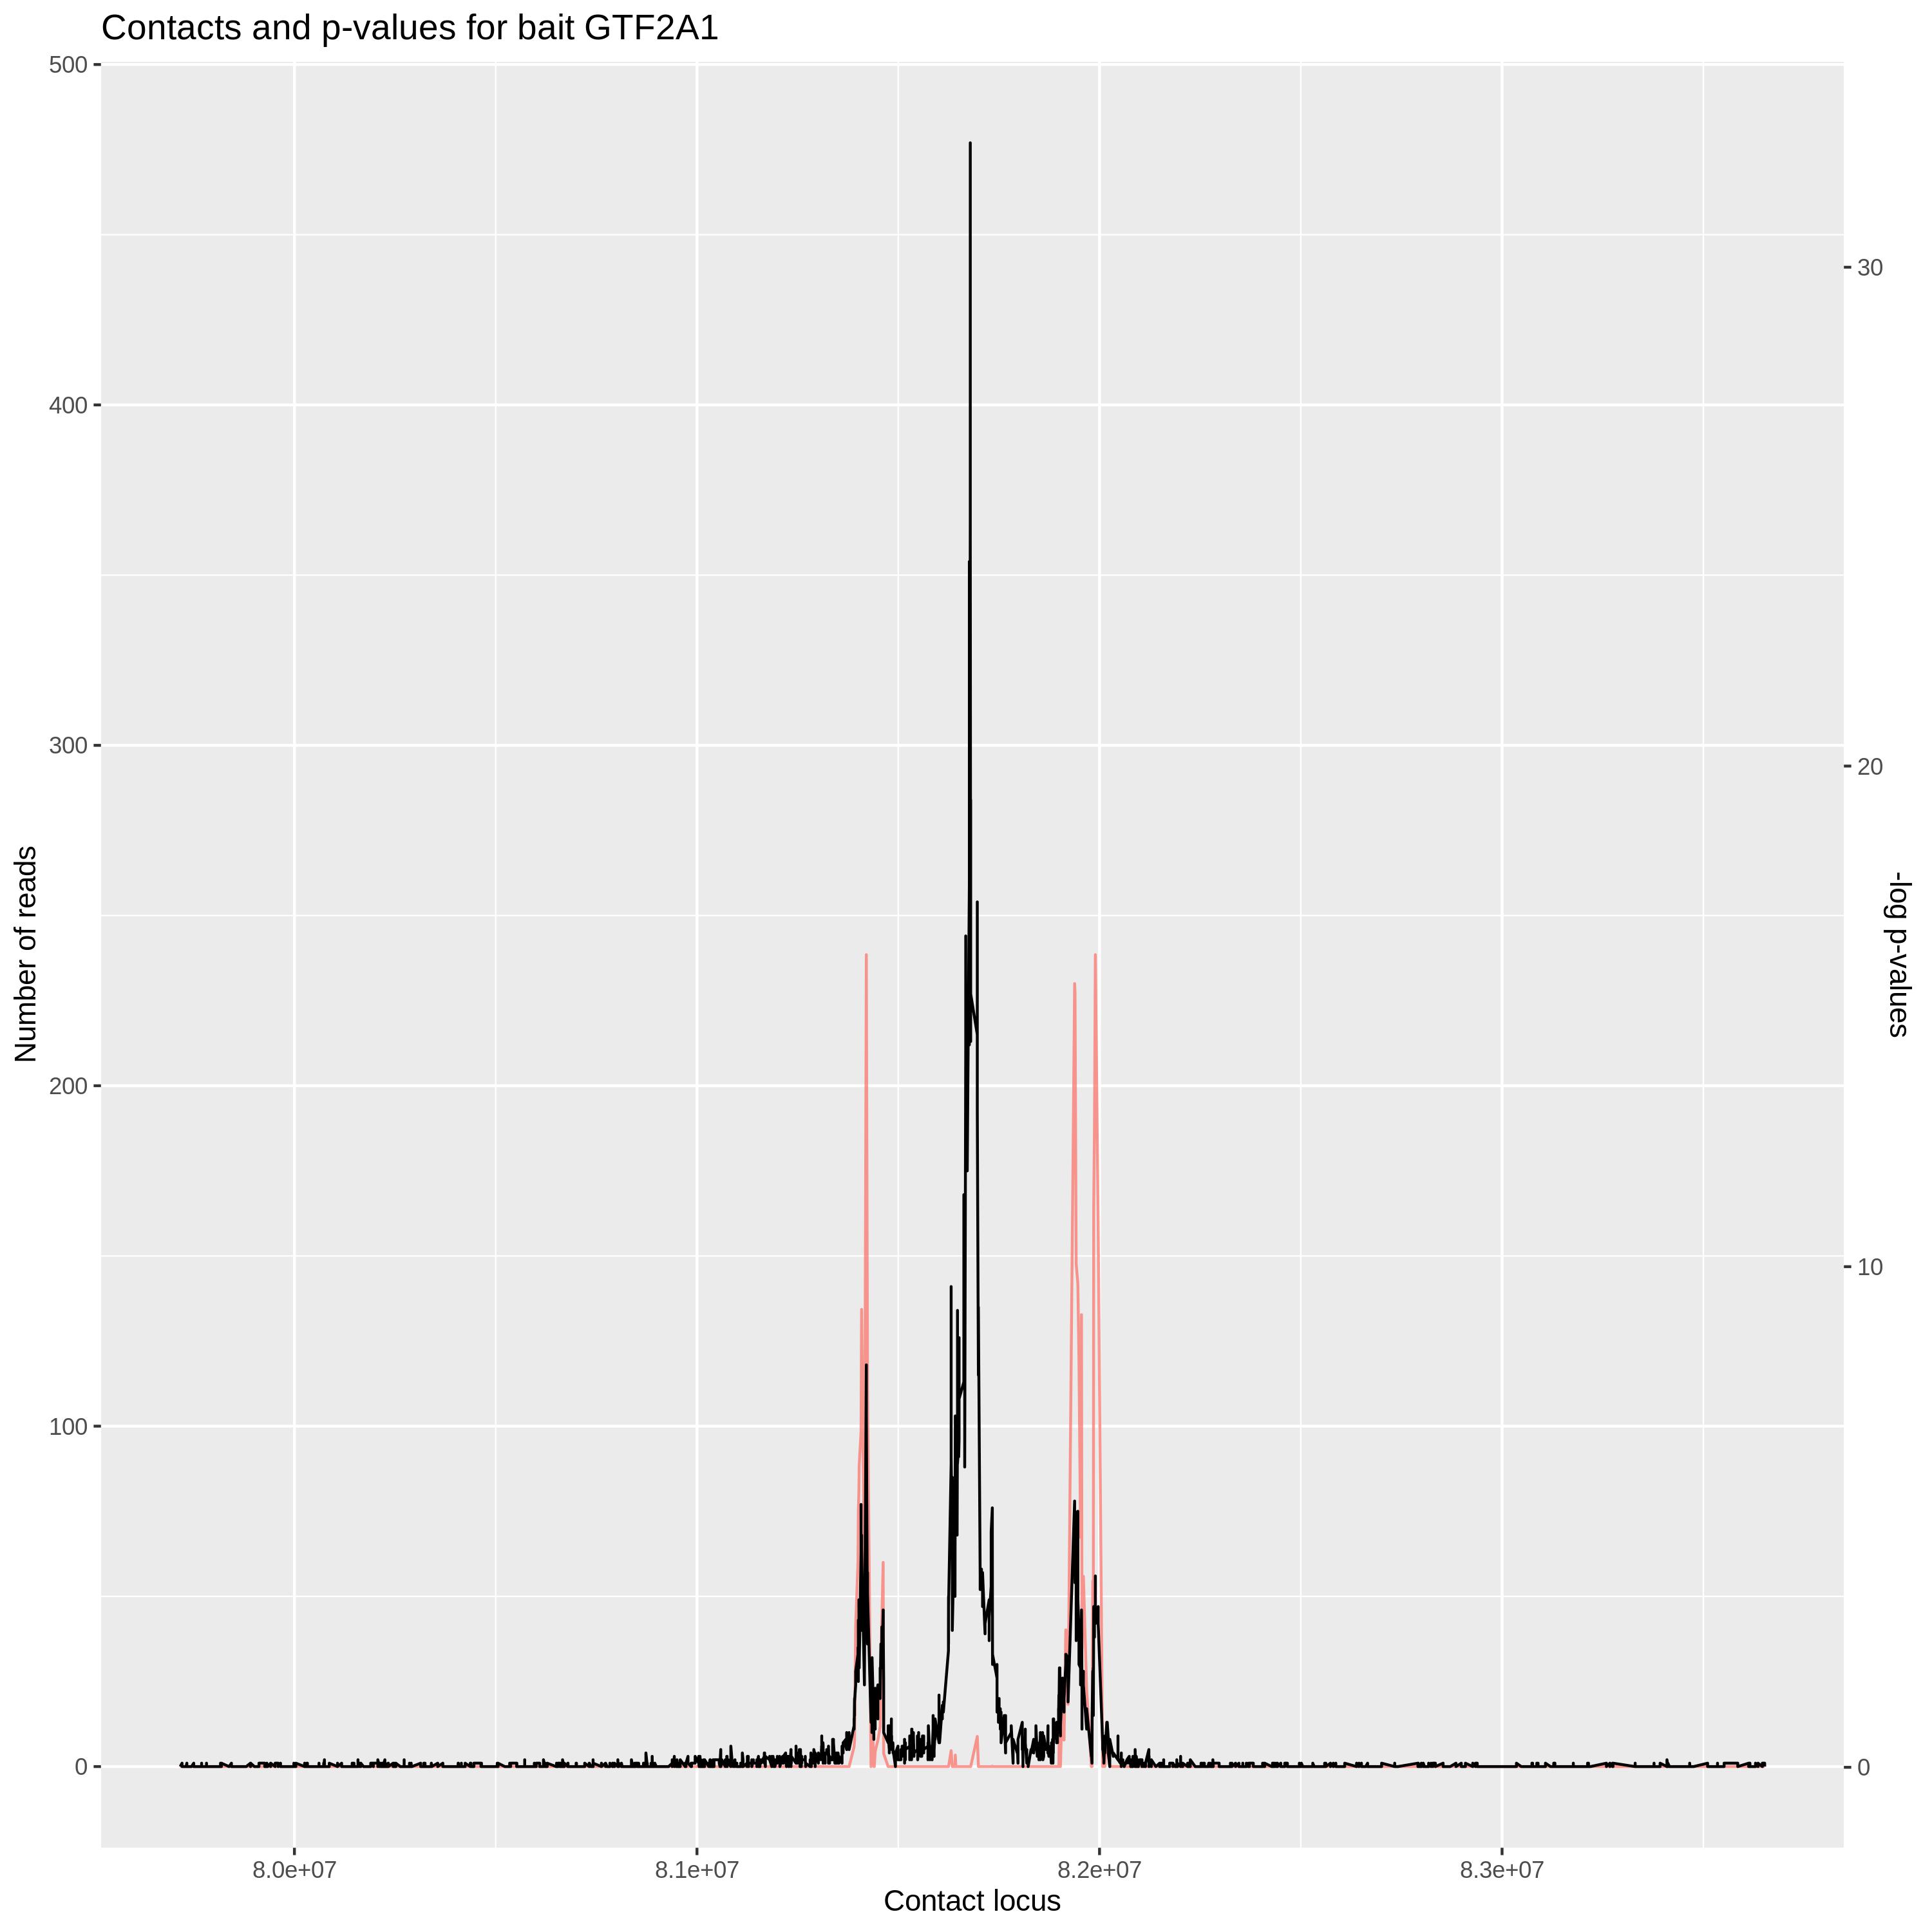 Contacts and p-values for bait GTF2A1
500
400
300
200
100
0
Number of reads
30
20
10
0
-log p-values
8.0e+07
8.1e+07
8.2e+07
8.3e+07
Contact locus